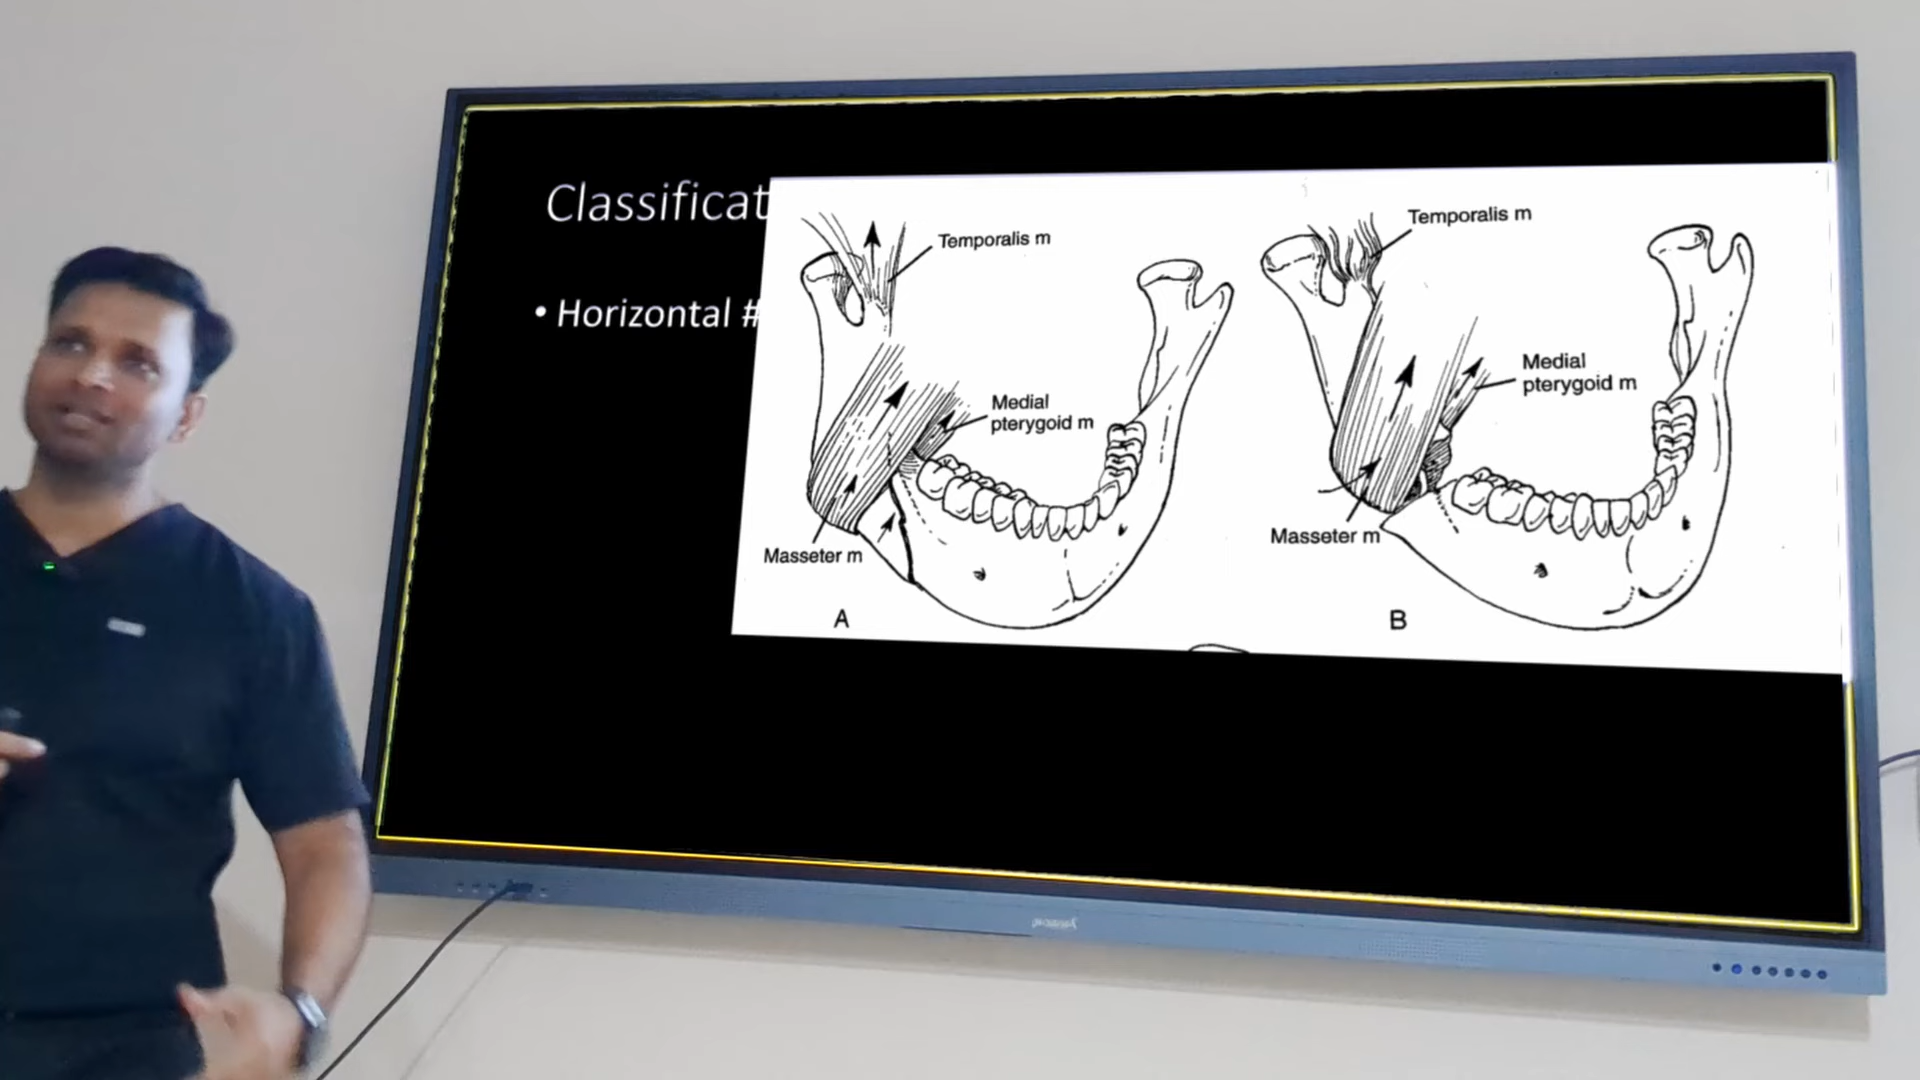 Classificat
• Horizontal #
Temporalis m
Medial
pterygoid m
Masseter m
A
Temporalis m
Medial
pterygoid m
Masseter m
B